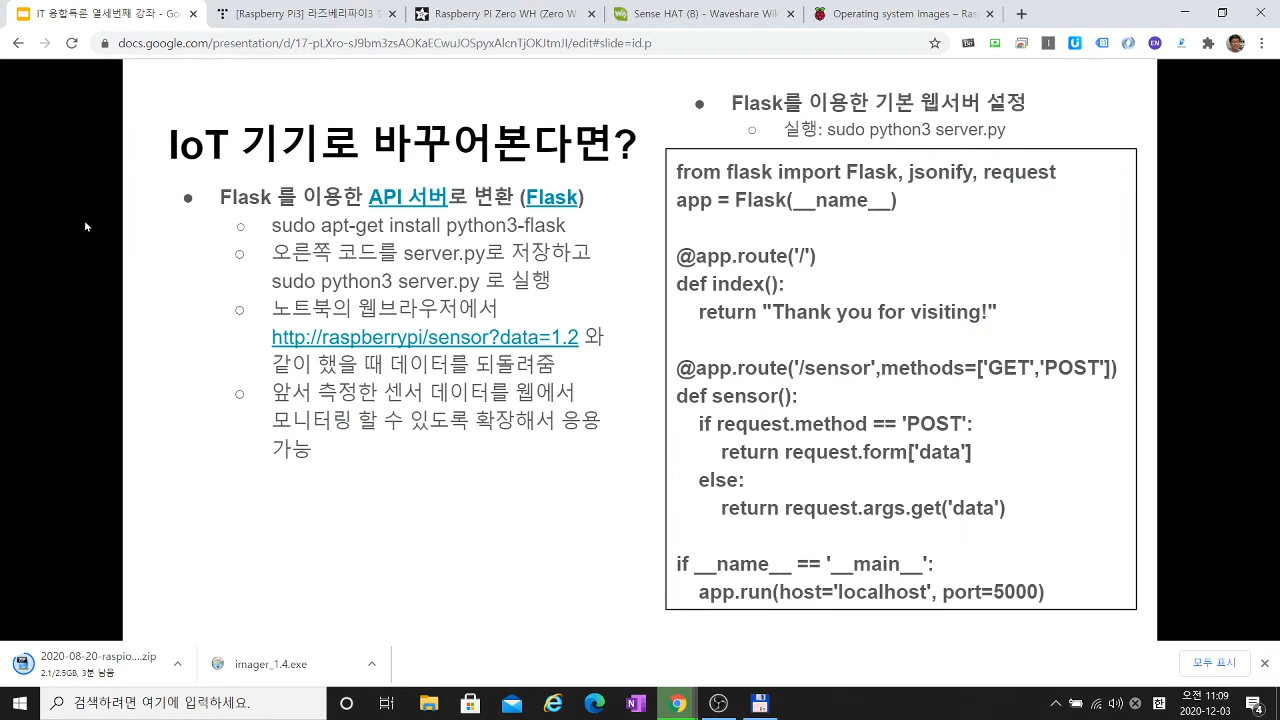 IT 융합특론 열세번째 강좌 - Go
[Raspberry Pi3] 라즈베리파이3 S
Raspberry Pi Zero WH (Zero W
Sense HAT (B) - Waveshare Wiki
Operating system images – Rasp
EN
IoT 기기로 바꾸어본다면?
● Flask 를 이용한 API 서버로 변환 (Flask)
○ sudo apt-get install python3-flask
○ 오른쪽 코드를 server.py로 저장하고
sudo python3 server.py 로 실행
○ 노트북의 웹브라우저에서
http://raspberrypi/sensor?data=1.2 와
같이 했을 때 데이터를 되돌려줌
○ 앞서 측정한 센서 데이터를 웹에서
모니터링 할 수 있도록 확장해서 응용
가능
● Flask를 이용한 기본 웹서버 설정
○ 실행: sudo python3 server.py
from flask import Flask, jsonify, request
app = Flask(__name__)
@app.route('/')
def index():
return "Thank you for visiting!"
@app.route('/sensor',methods=['GET','POST'])
def sensor():
if request.method == 'POST':
return request.form['data']
else:
return request.args.get('data')
if __name__ == '__main__':
app.run(host='localhost', port=5000)
2020-08-20-raspio....zip
2.1/2.5GB, 3분 남음
imager_1.4.exe
모두 표시
검색하려면 여기에 입력하세요.
오전 11:09
2020-12-03